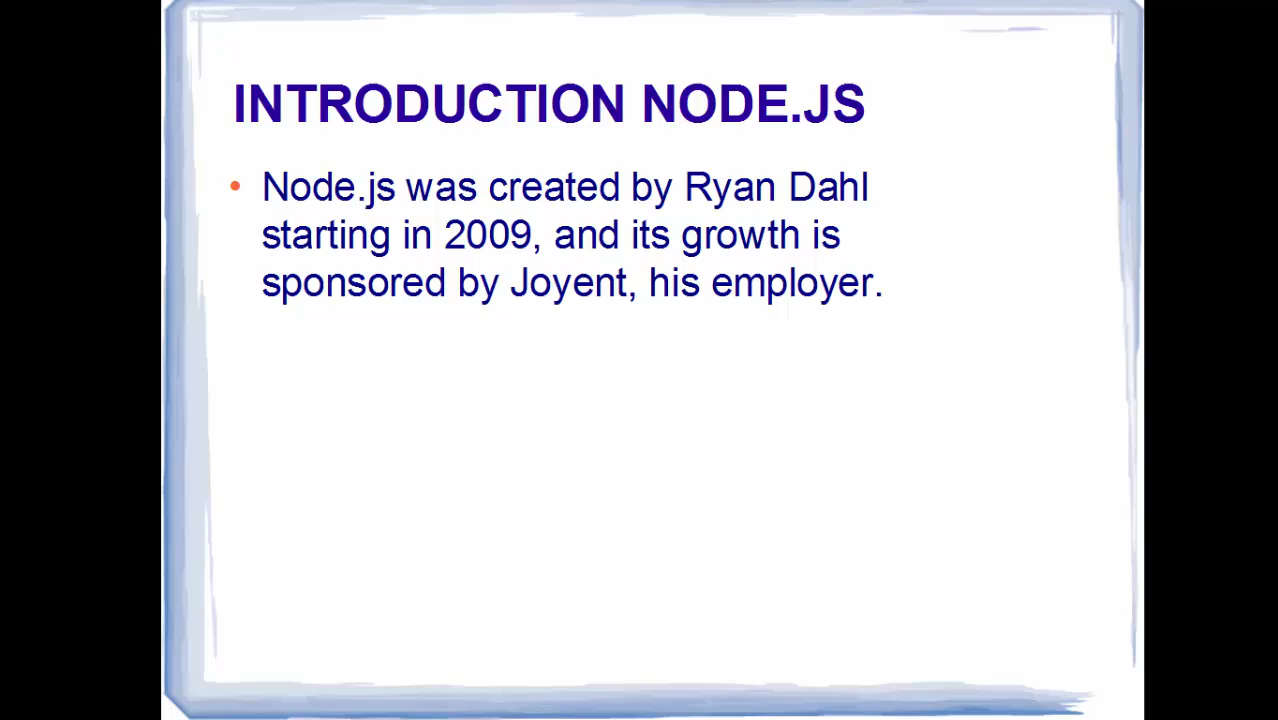 INTRODUCTION NODE.JS
• Node.js was created by Ryan Dahl
starting in 2009, and its growth is
sponsored by Joyent, his employer.